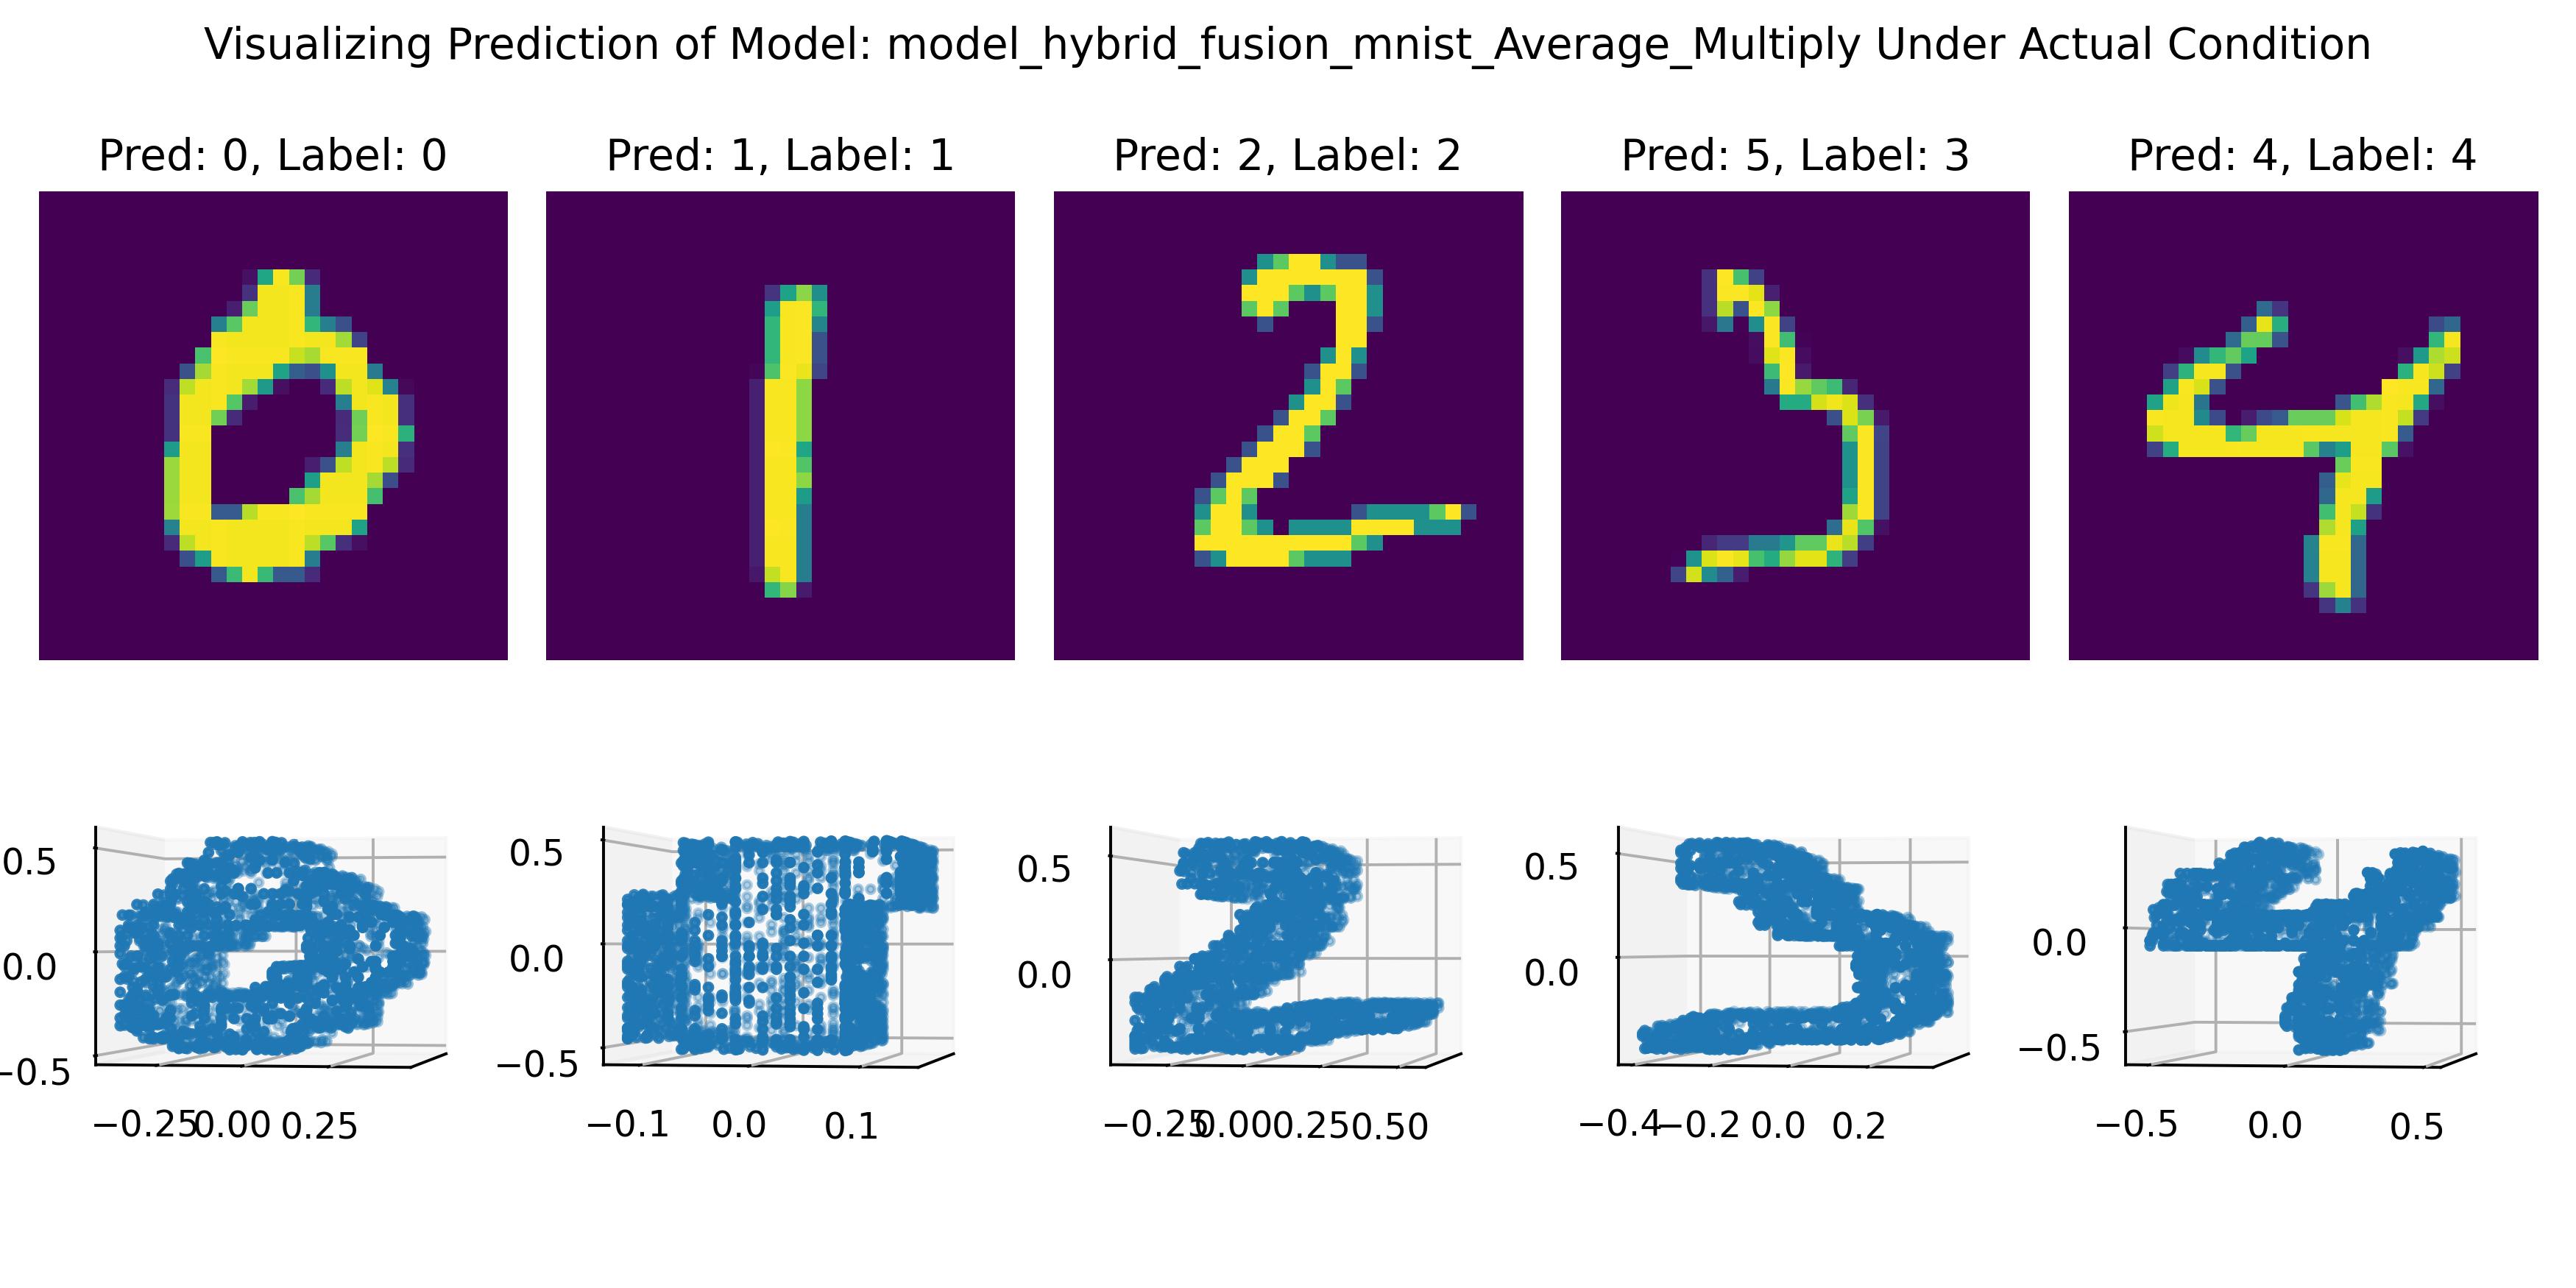 Visualizing Prediction of Model: model_hybrid_fusion_mnist_Average_Multiply Under Actual Condition
Pred: 0, Label: 0
Pred: 1, Label: 1
Pred: 2, Label: 2
Pred: 5, Label: 3
Pred: 4, Label: 4
0.5
0.0
−0.5
−0.25 0.00 0.25
0.5
0.0
−0.5
−0.1 0.0 0.1
0.5
0.0
−0.25 0.00 0.25 0.50
0.5
0.0
−0.4 −0.2 0.0 0.2
0.0
−0.5
−0.5 0.0 0.5